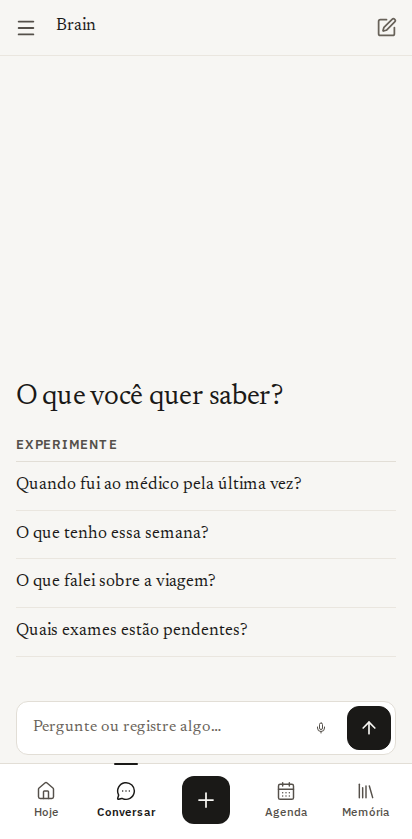 Brain
O que você quer saber?
EXPERIMENTE
Quando fui ao médico pela última vez?
O que tenho essa semana?
O que falei sobre a viagem?
Quais exames estão pendentes?
Pergunte ou registre algo...
Hoje
Conversar
Agenda
Memória